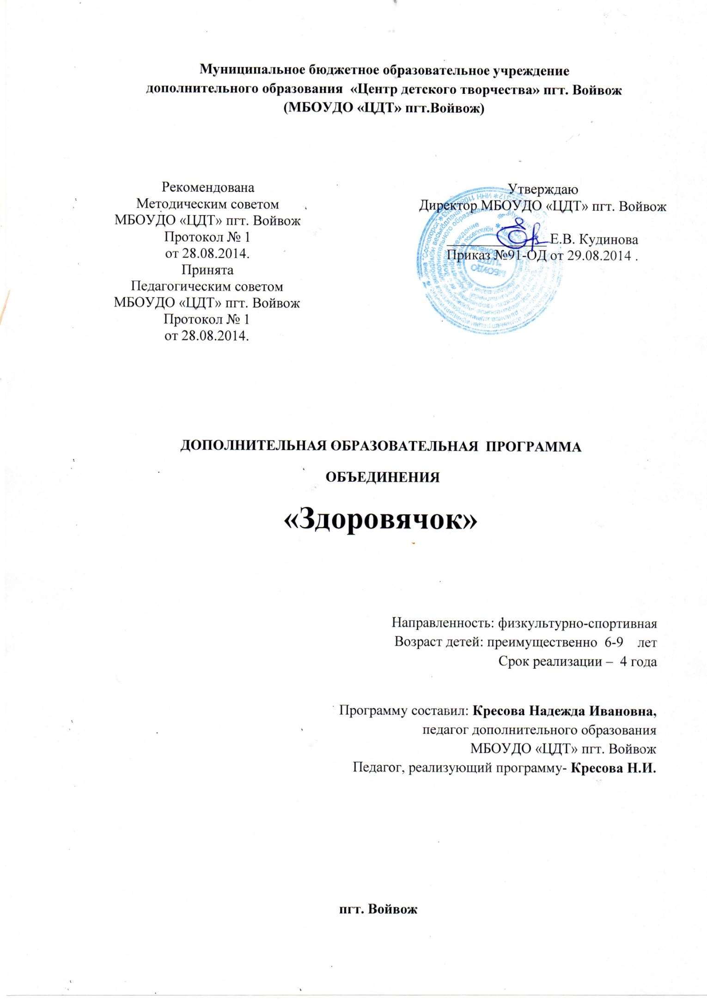 Муниципальное бюджетное образовательное учреждение
дополнительного образования «Центр детского творчества» пгт. Войвож
(МБОУДО «ЦДТ» пгт.Войвож)
Рекомендована
Методическим советом
МБОУДО «ЦДТ» пгт. Войвож
Протокол № 1
от 28.08.2014.
Принята
Педагогическим советом
МБОУДО «ЦДТ» пгт. Войвож
Протокол № 1
от 28.08.2014.
Утверждаю
Директор МБОУДО «ЦДТ» пгт. Войвож
Е.В. Кудинова
Приказ №91-ОД от 29.08.2014 .
МБОУДО
"ЦДТ"
ДОПОЛНИТЕЛЬНАЯ ОБРАЗОВАТЕЛЬНАЯ ПРОГРАММА
ОБЪЕДИНЕНИЯ
«Здоровячок»
Направленность: физкультурно-спортивная
Возраст детей: преимущественно 6-9 лет
Срок реализации – 4 года
Программу составил: Кресова Надежда Ивановна,
педагог дополнительного образования
МБОУДО «ЦДТ» пгт. Войвож
Педагог, реализующий программу- Кресова Н.И.
пгт. Войвож